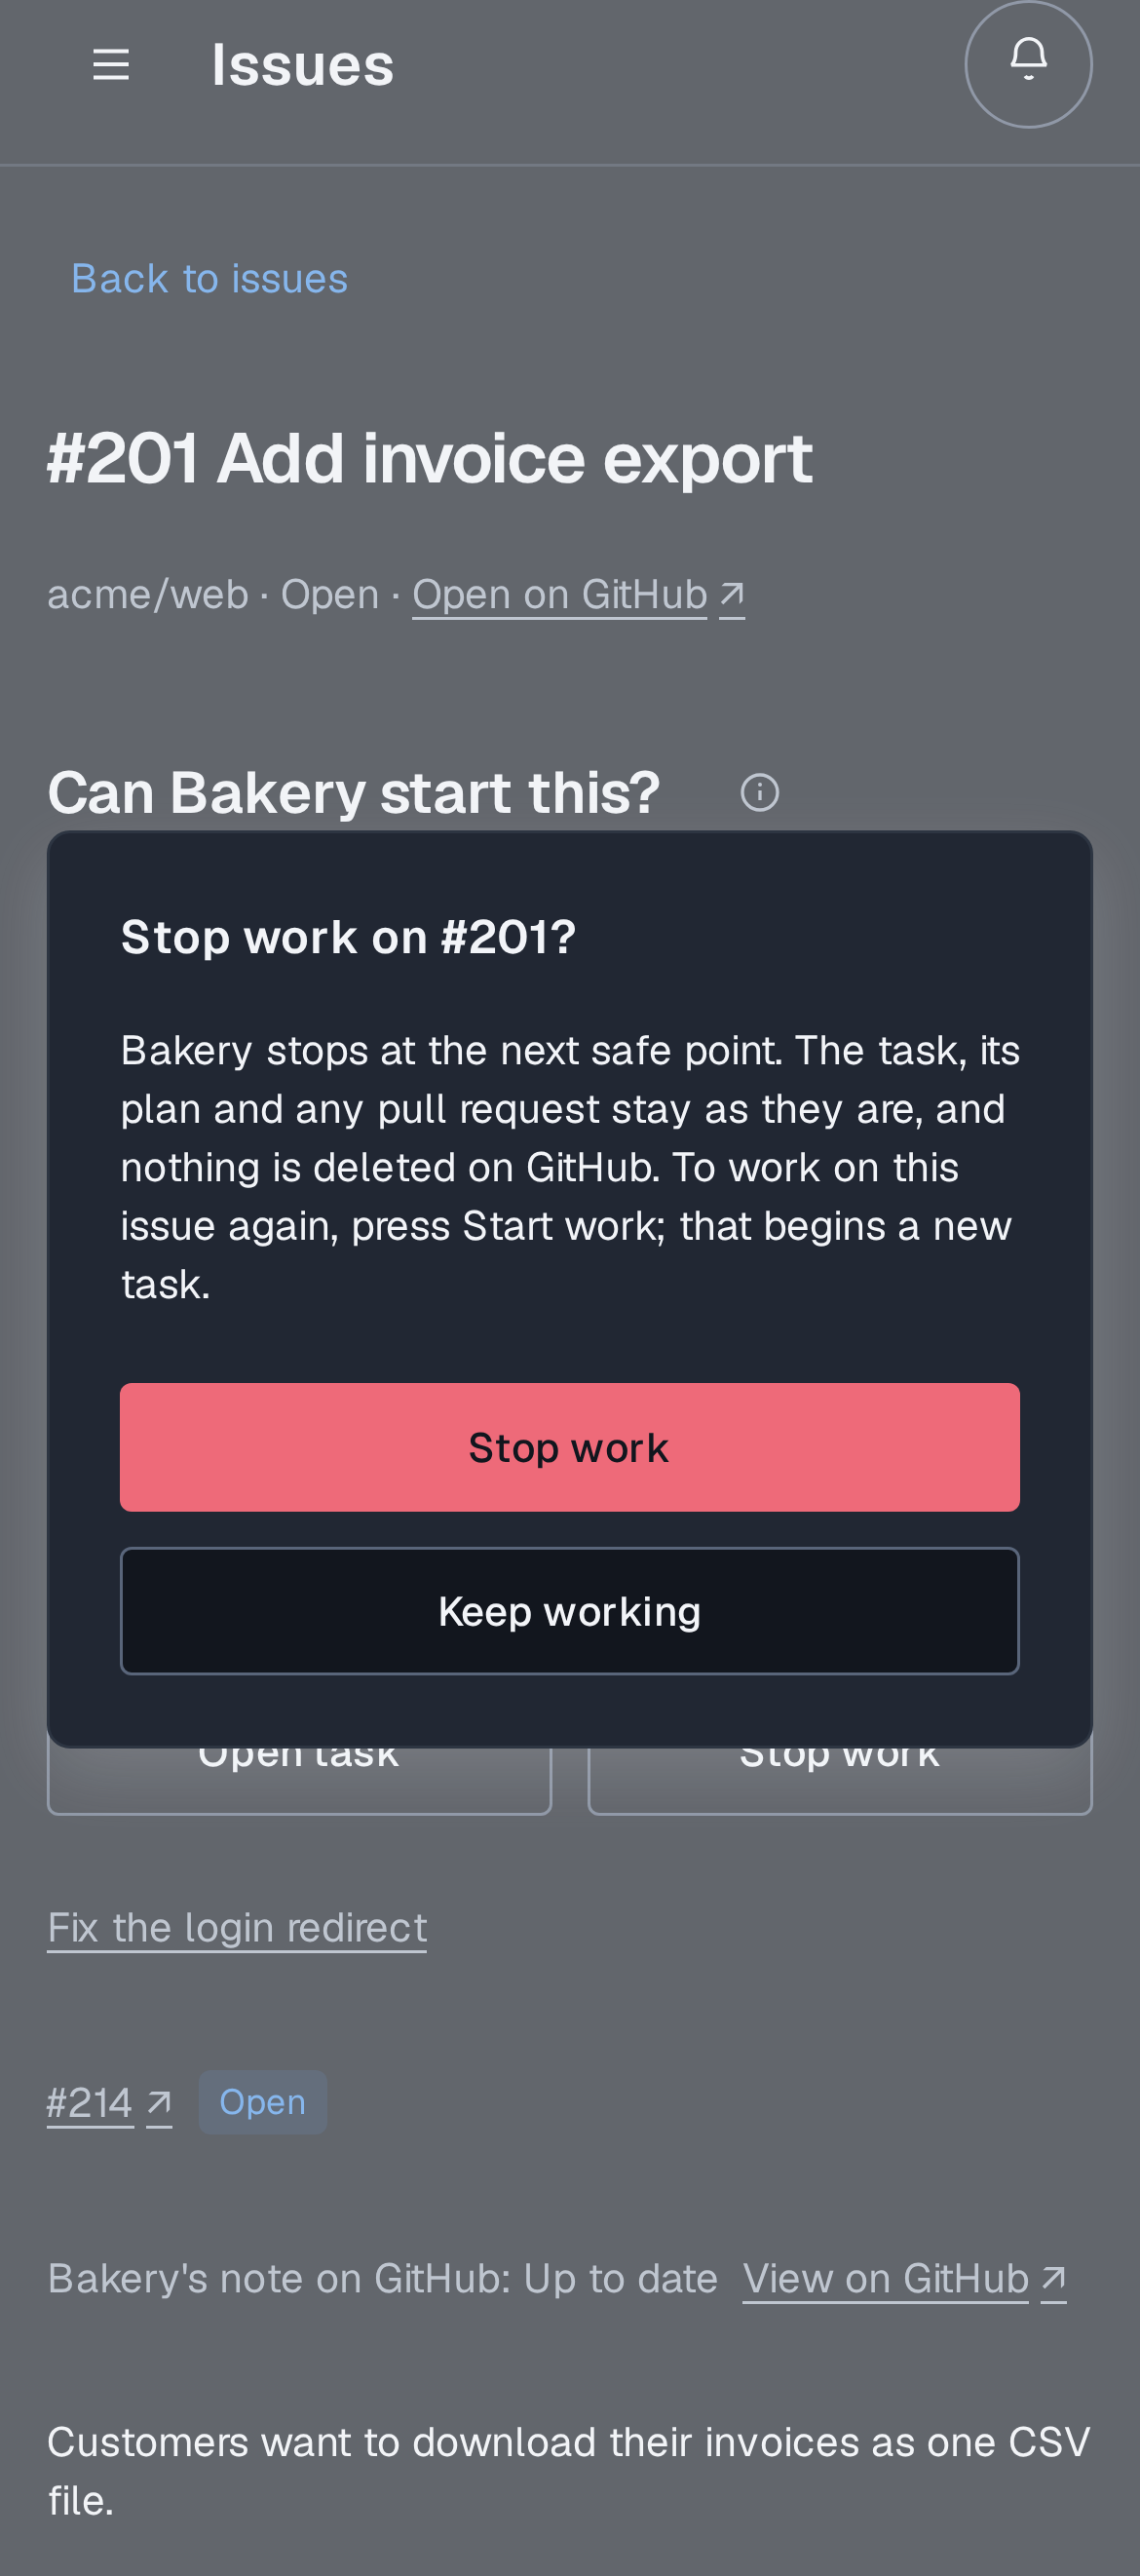 Issues
Back to issues
#201 Add invoice export
acme/web · Open · Open on GitHub ↗
Can Bakery start this?
Stop work on #201?
Bakery stops at the next safe point. The task, its
plan and any pull request stay as they are, and
nothing is deleted on GitHub. To work on this
issue again, press Start work; that begins a new
task.
Stop work
Keep working
Open task
Stop work
Fix the login redirect
#214 ↗ Open
Bakery's note on GitHub: Up to date View on GitHub ↗
Customers want to download their invoices as one CSV
file.